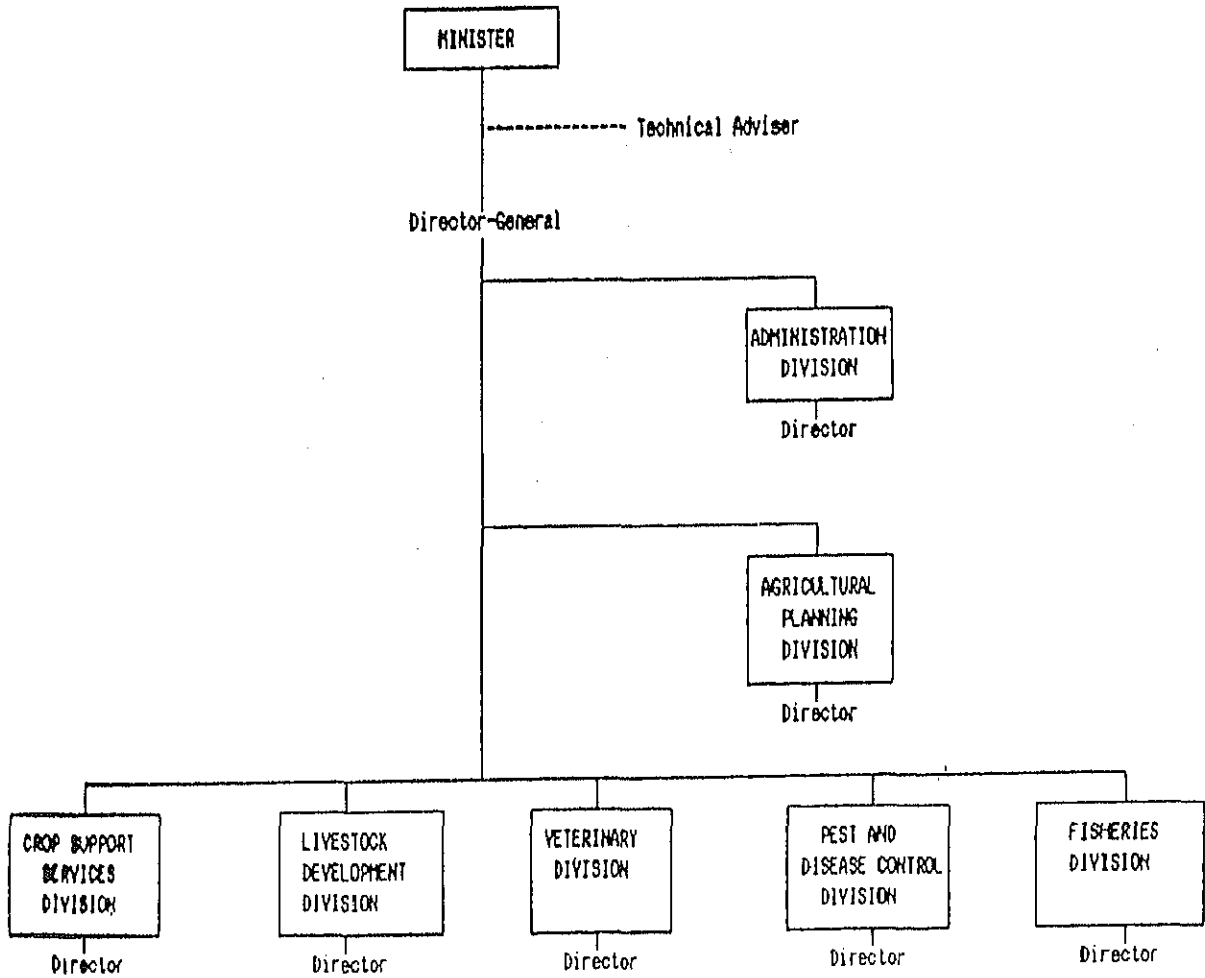 MINISTER
Technical Adviser
Director-General
ADMINISTRATION
DIVISION
Director
AGRICULTURAL
PLANNING
DIVISION
Director
CROP SUPPORT
SERVICES
DIVISION
Director
LIVESTOCK
DEVELOPMENT
DIVISION
Director
VETERINARY
DIVISION
Director
PEST AND
DISEASE CONTROL
DIVISION
Director
FISHERIES
DIVISION
Director